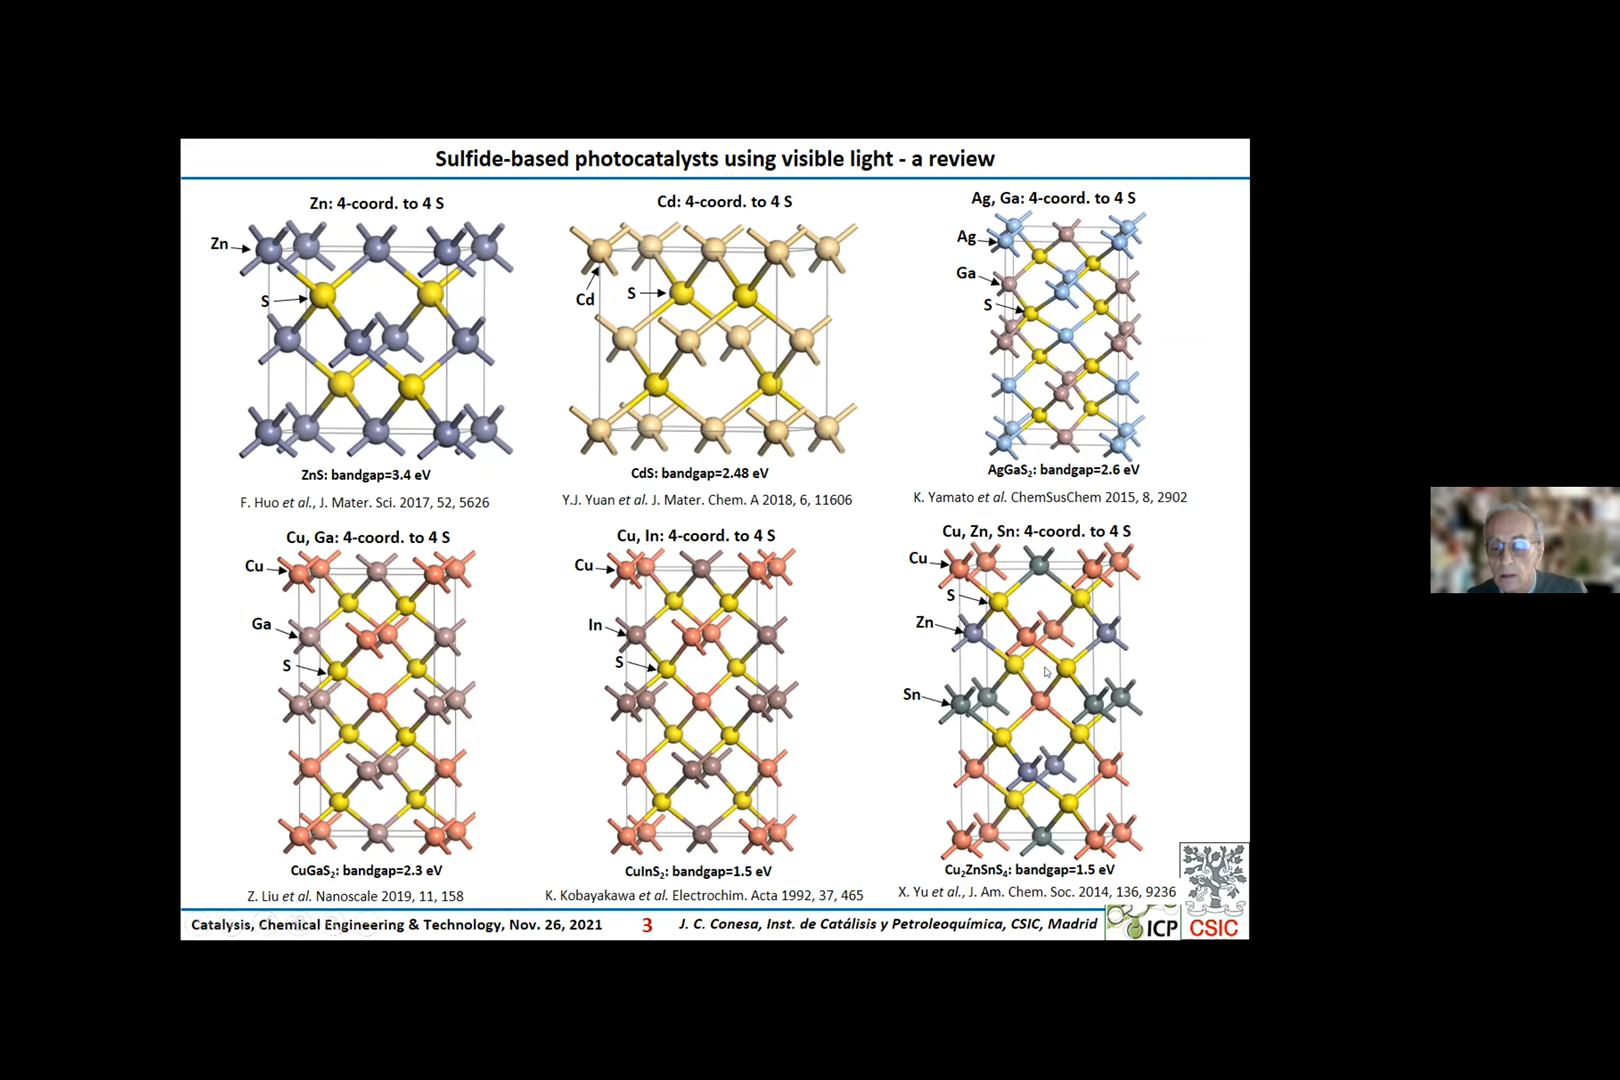 Sulfide-based photocatalysts using visible light - a review
Zn: 4-coord. to 4 S
Zn
S
ZnS: bandgap=3.4 eV
F. Huo et al., J. Mater. Sci. 2017, 52, 5626
Cd: 4-coord. to 4 S
Cd
S
CdS: bandgap=2.48 eV
Y.J. Yuan et al. J. Mater. Chem. A 2018, 6, 11606
Ag, Ga: 4-coord. to 4 S
Ag
Ga
S
AgGaS₂: bandgap=2.6 eV
K. Yamato et al. ChemSusChem 2015, 8, 2902
Cu, Ga: 4-coord. to 4 S
Cu
Ga
S
CuGaS₂: bandgap=2.3 eV
Z. Liu et al. Nanoscale 2019, 11, 158
Cu, In: 4-coord. to 4 S
Cu
In
S
CuInS₂: bandgap=1.5 eV
K. Kobayakawa et al. Electrochim. Acta 1992, 37, 465
Cu, Zn, Sn: 4-coord. to 4 S
Cu
S
Zn
Sn
Cu₂ZnSnS₄: bandgap=1.5 eV
X. Yu et al., J. Am. Chem. Soc. 2014, 136, 9236
Catalysis, Chemical Engineering & Technology, Nov. 26, 2021
3
J. C. Conesa, Inst. de Catálisis y Petroleoquímica, CSIC, Madrid
ICP
CSIC